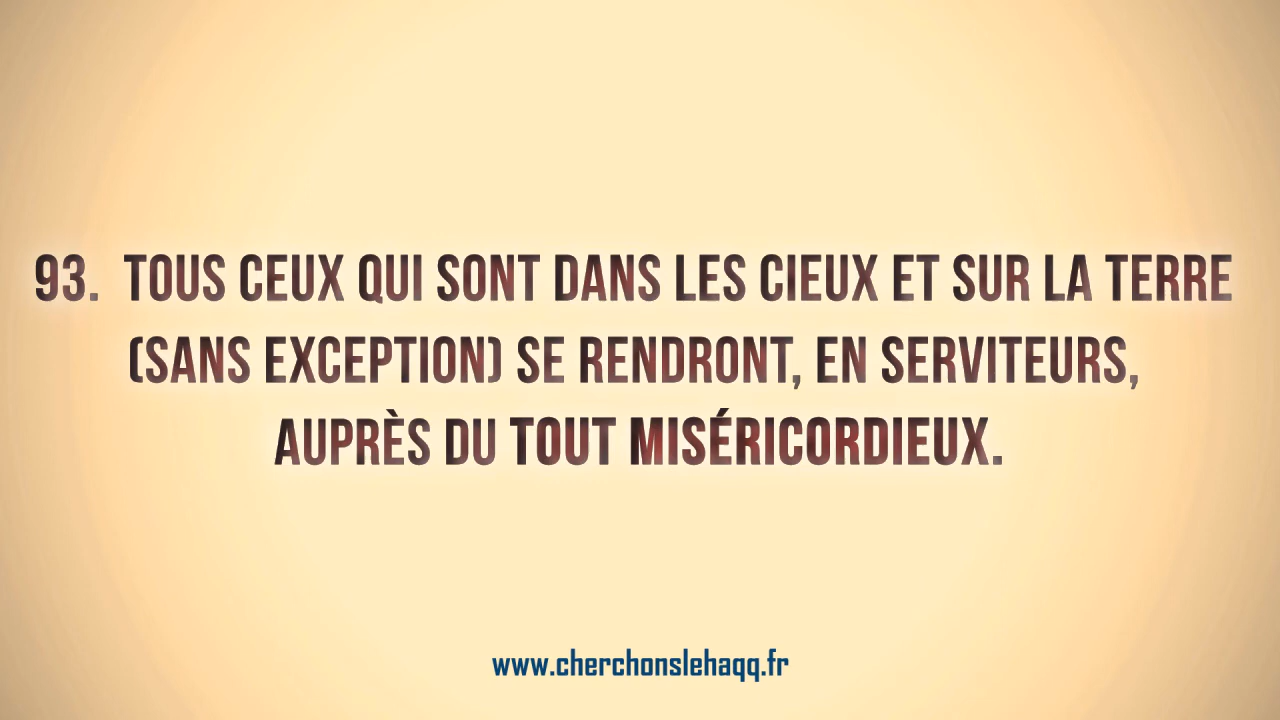 93. TOUS CEUX QUI SONT DANS LES CIEUX ET SUR LA TERRE
(SANS EXCEPTION) SE RENDRONT, EN SERVITEURS,
AUPRÈS DU TOUT MISÉRICORDIEUX.
www.cherchonslehaqq.fr